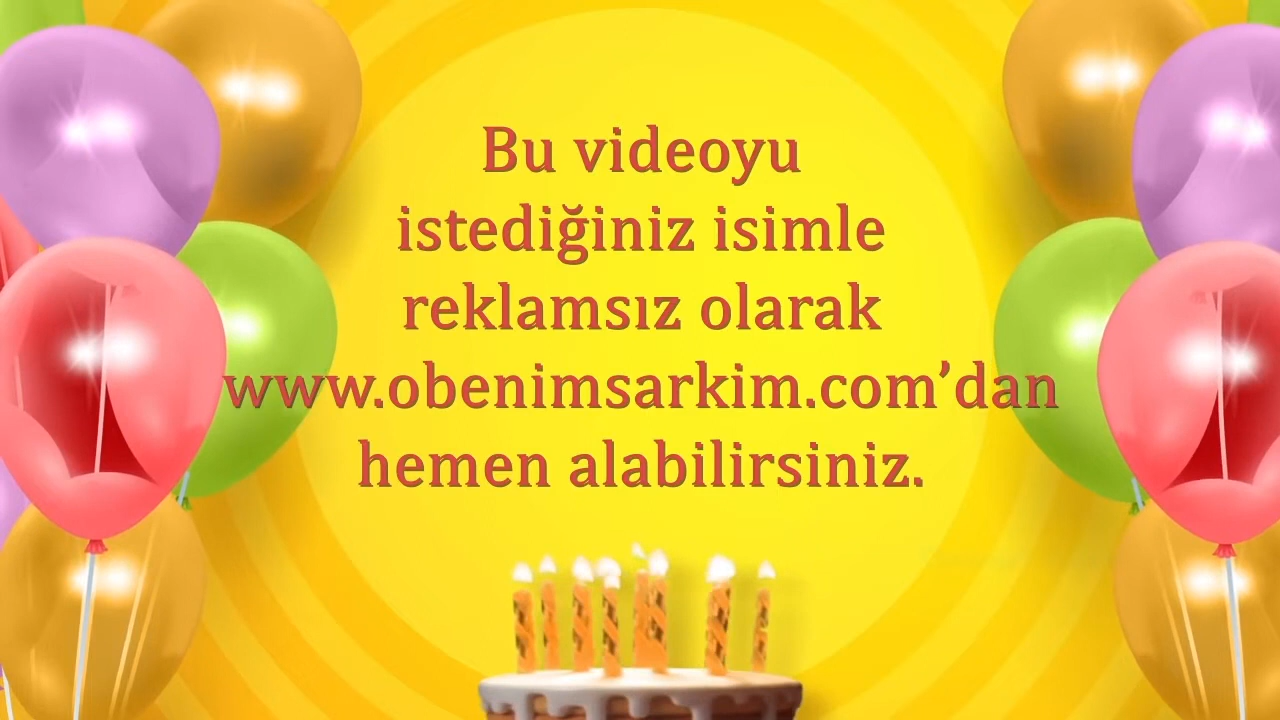 Bu videoyu
istediğiniz isimle
reklamsız olarak
www.obenimsarkim.com’dan
hemen alabilirsiniz.